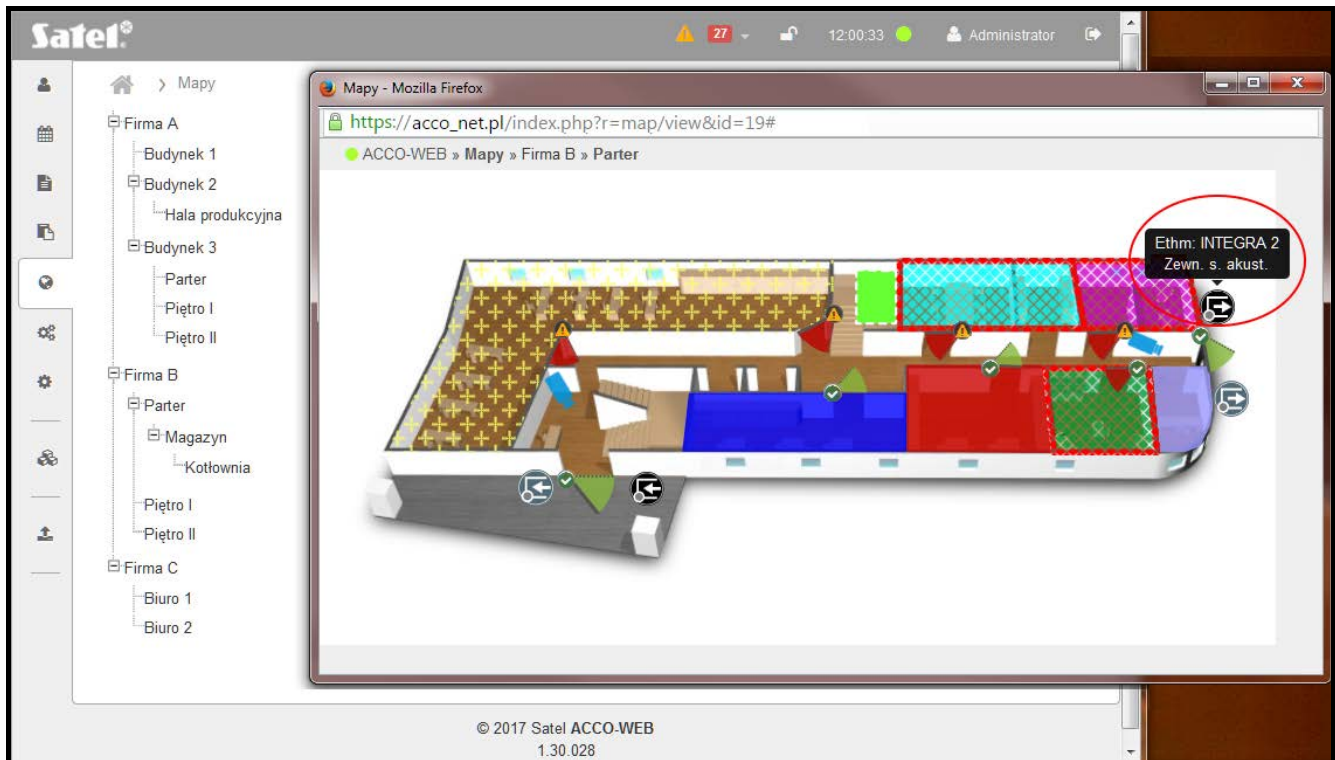 Satel®
27
12:00:33
Administrator
Mapy
Firma A
Budynek 1
Budynek 2
Hala produkcyjna
Budynek 3
Parter
Piętro I
Piętro II
Firma B
Parter
Magazyn
Kotłownia
Piętro I
Piętro II
Firma C
Biuro 1
Biuro 2
Mapy - Mozilla Firefox
https://acco_net.pl/index.php?r=map/view&id=19#
ACCO-WEB » Mapy » Firma B » Parter
Ethm: INTEGRA 2
Zewn. s. akust.
© 2017 Satel ACCO-WEB
1.30.028